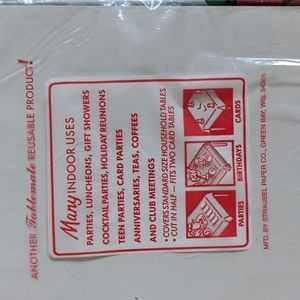 ANOTHER Tablemate REUSABLE PRODUCT!
Many INDOOR USES
PARTIES, LUNCHEONS, GIFT SHOWERS
COCKTAIL PARTIES, HOLIDAY REUNIONS
TEEN PARTIES, CARD PARTIES
ANNIVERSARIES, TEAS, COFFEES
AND CLUB MEETINGS
• COVERS STANDARD SIZE HOUSEHOLD TABLES
• CUT IN HALF — FITS TWO CARD TABLES
PARTIES
BIRTHDAYS
CARDS
MFG. BY STRAUBEL PAPER CO., GREEN BAY, WIS.